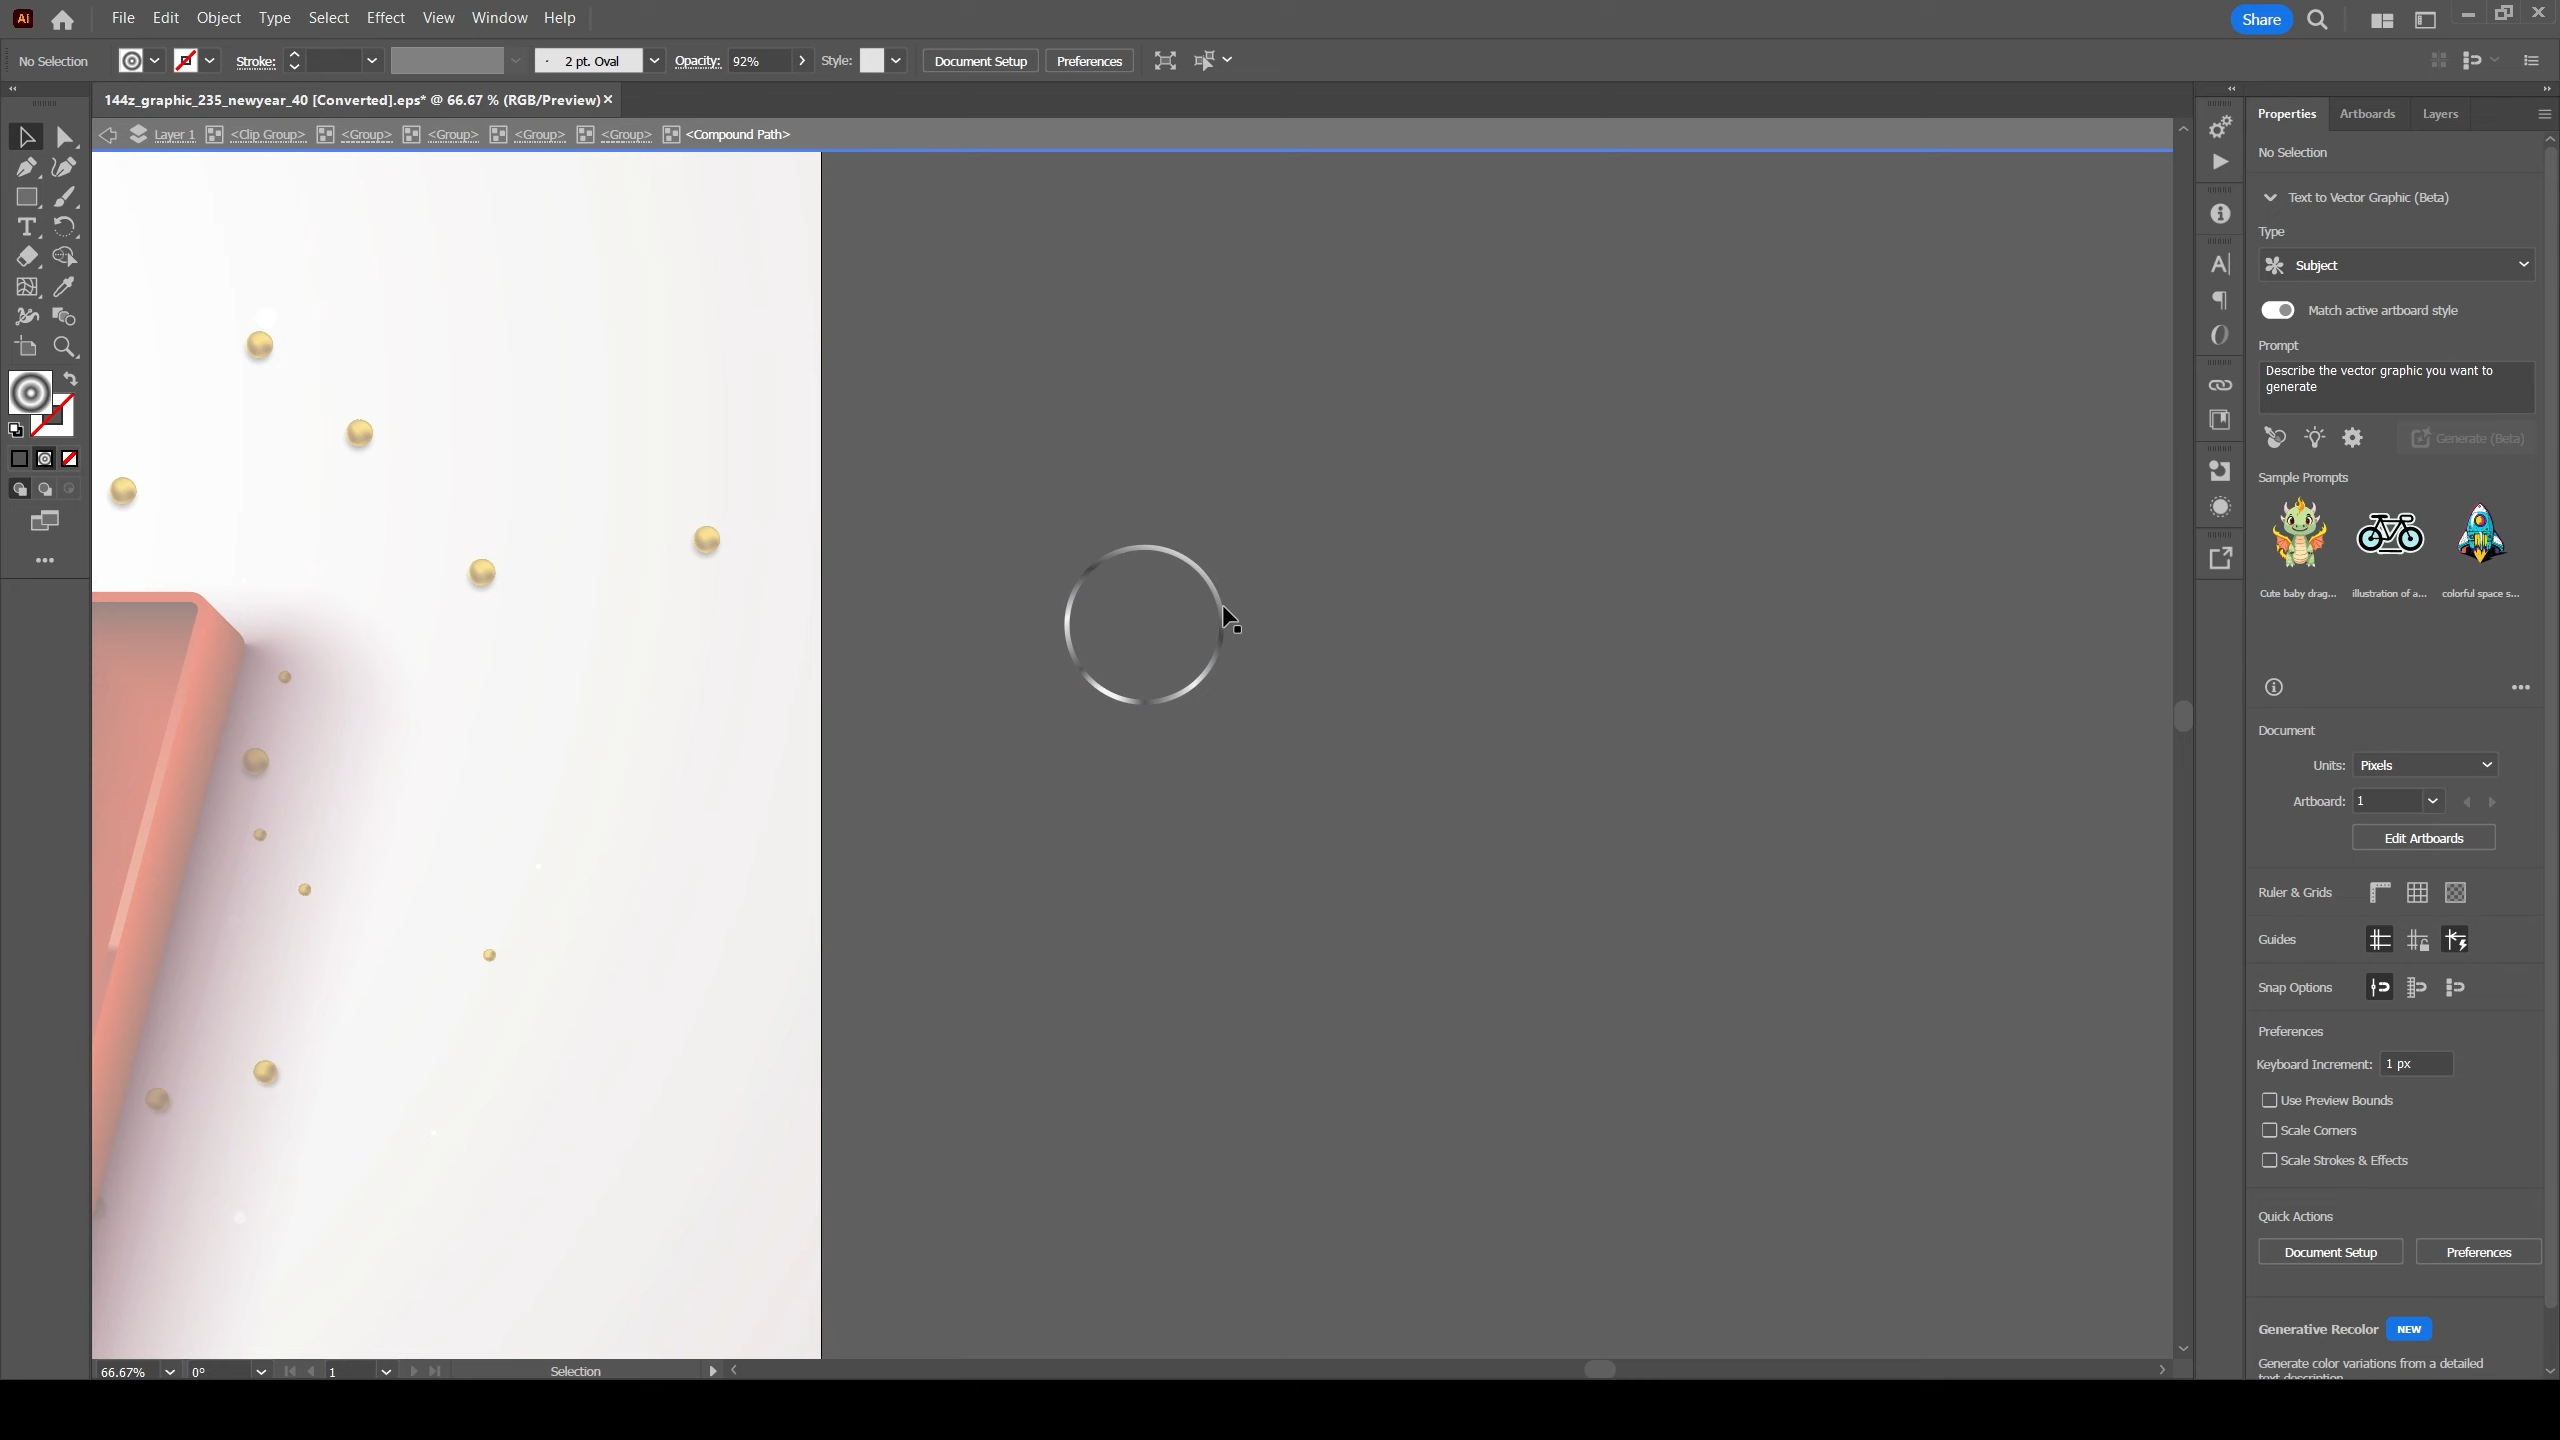 Ai File Edit Object Type Select Effect View Window Help Share
No Selection Stroke: 2 pt. Oval Opacity: 92% Style: Document Setup Preferences
144z_graphic_235_newyear_40 [Converted].eps* @ 66.67 % (RGB/Preview)
Layer 1 <Clip Group> <Group> <Group> <Group> <Group> <Compound Path>
Properties Artboards Layers
No Selection
Text to Vector Graphic (Beta)
Type
Subject
Match active artboard style
Prompt
Describe the vector graphic you want to
generate
Generate (Beta)
Sample Prompts
Cute baby drag... illustration of a... colorful space s...
Document
Units: Pixels
Artboard: 1
Edit Artboards
Ruler & Grids
Guides
Snap Options
Preferences
Keyboard Increment: 1 px
Use Preview Bounds
Scale Corners
Scale Strokes & Effects
Quick Actions
Document Setup Preferences
Generative Recolor NEW
Generate color variations from a detailed
text description
66.67% 0° 1 Selection